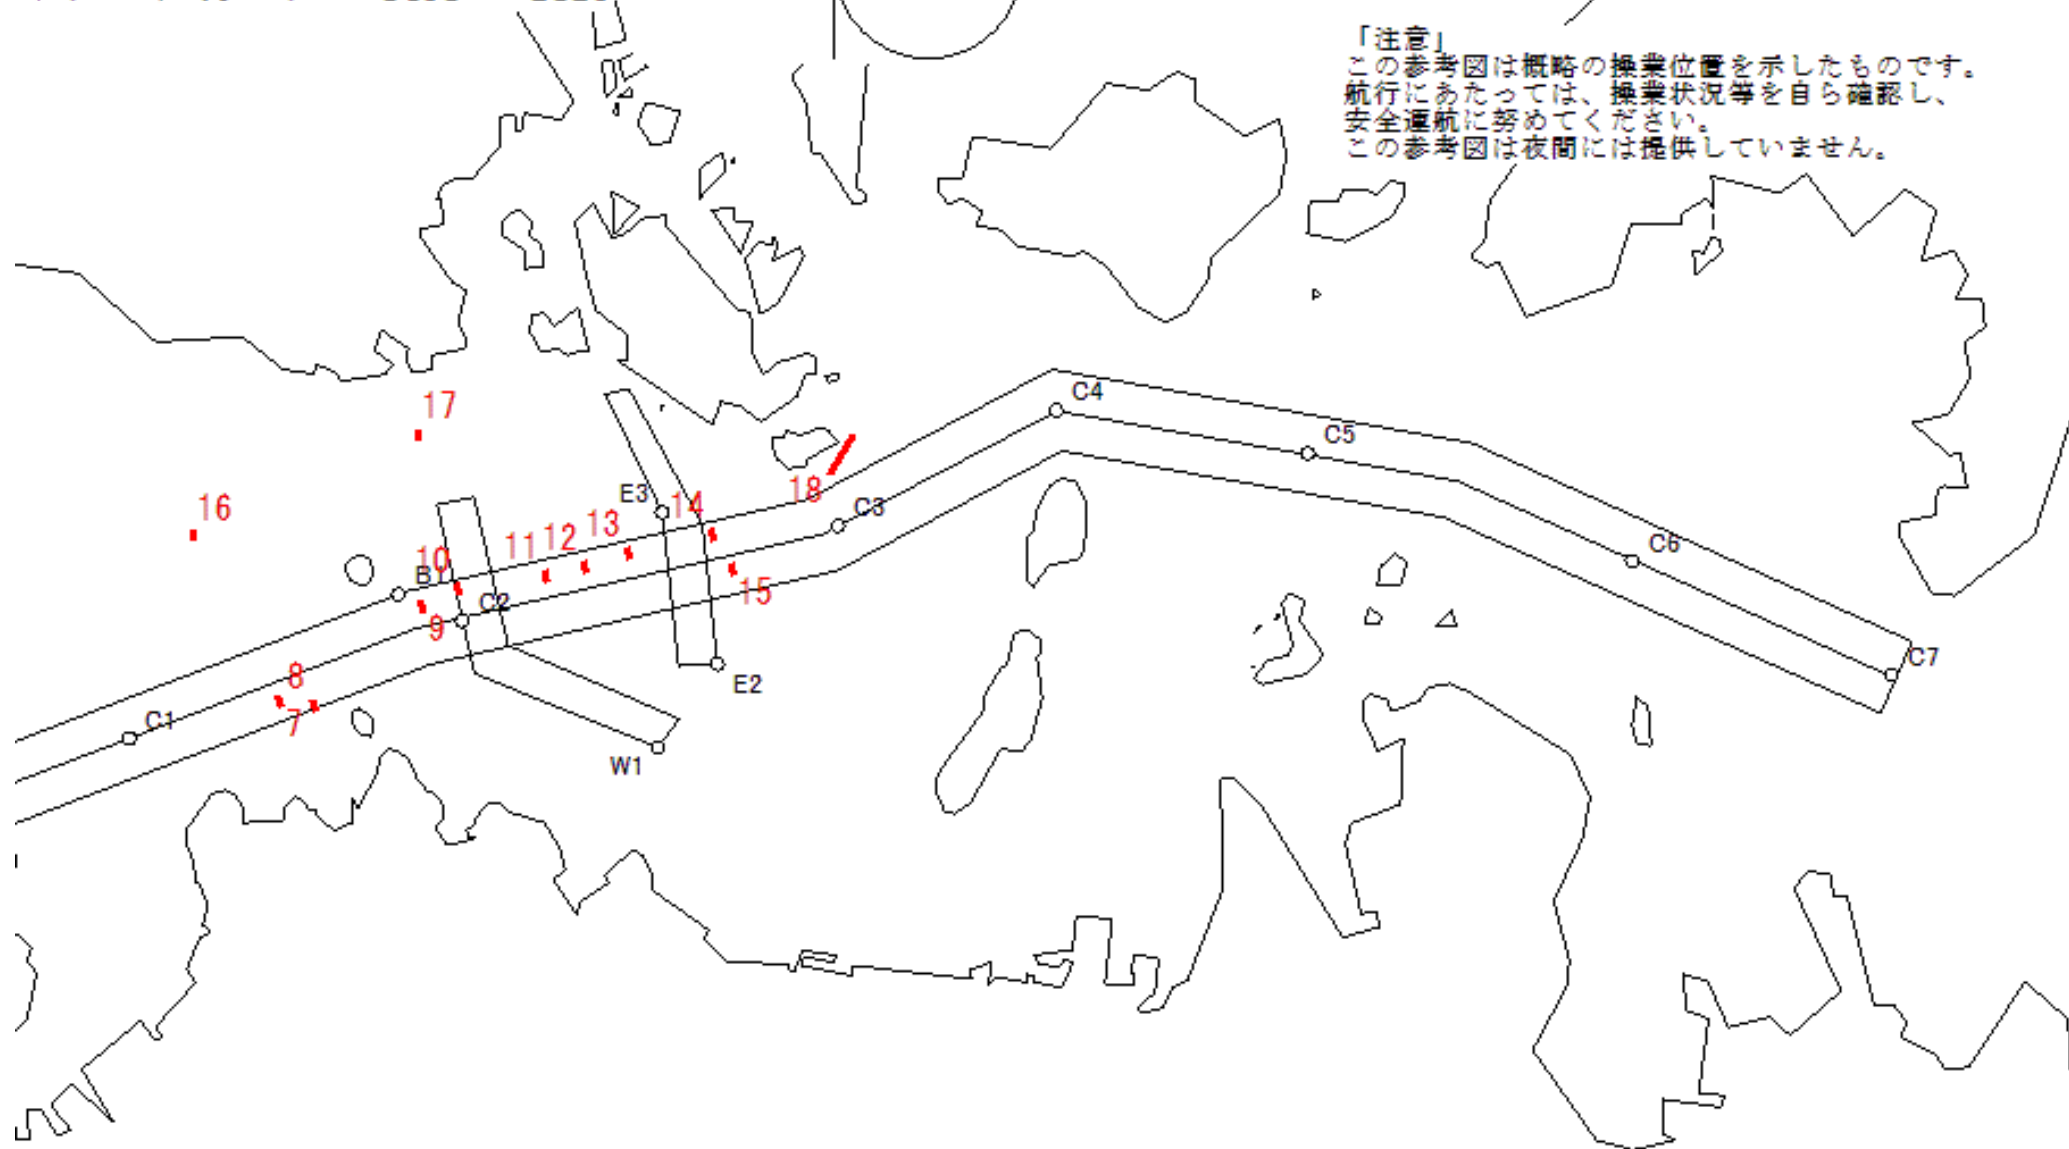 「注意」
この参考図は概略の操業位置を示したものです。
航行にあたっては、操業状況等を自ら確認し、
安全運航に努めてください。
この参考図は夜間には提供していません。
17
C4
C5
16
E3
14
18
C3
13
12
11
10
B1
C2
9
15
C6
8
7
C1
E2
W1
C7